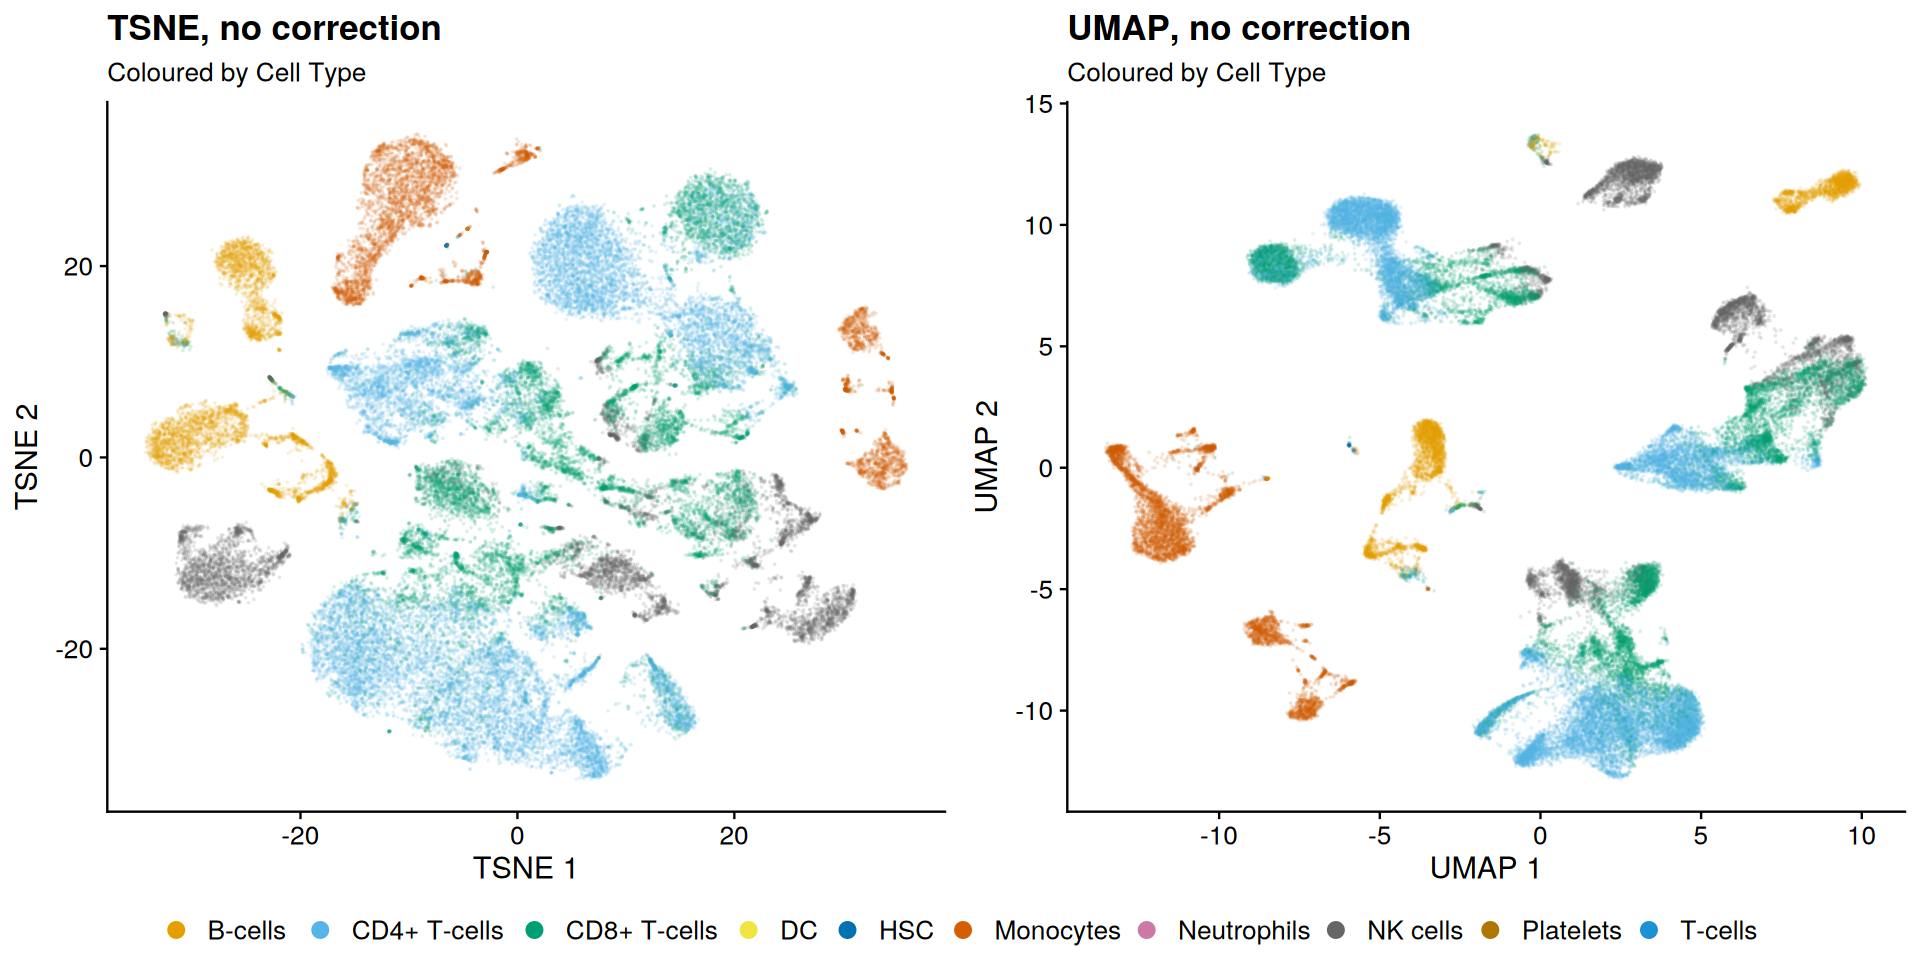 TSNE, no correction
Coloured by Cell Type
20
0
-20
TSNE 2
-20 0 20
TSNE 1
UMAP, no correction
Coloured by Cell Type
15
10
5
0
-5
-10
UMAP 2
-10 -5 0 5 10
UMAP 1
B-cells CD4+ T-cells CD8+ T-cells DC HSC Monocytes Neutrophils NK cells Platelets T-cells